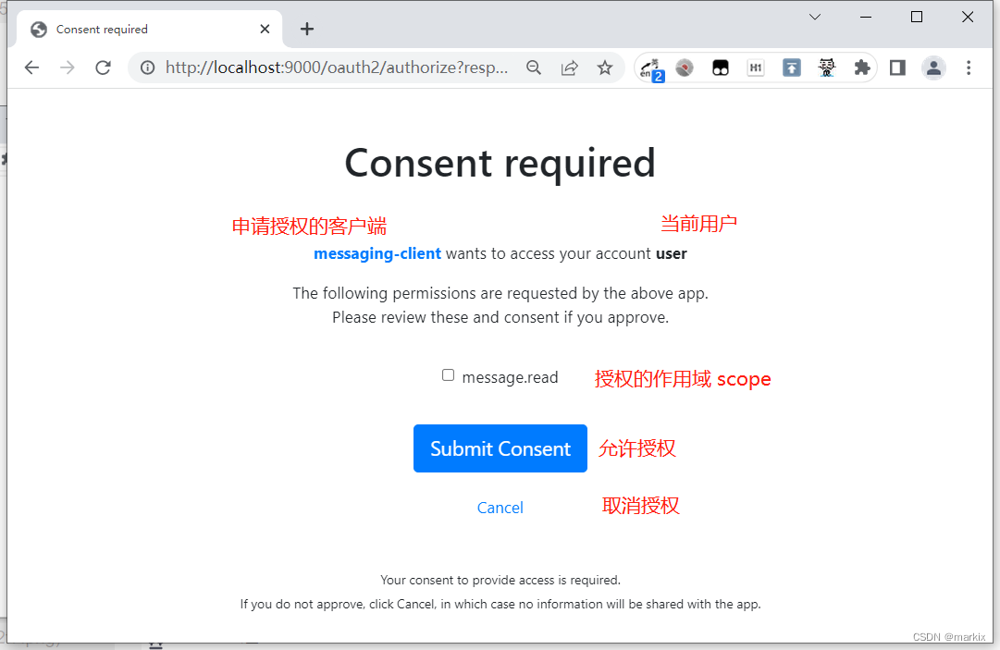 Consent required
http://localhost:9000/oauth2/authorize?resp...
en 英 2
H1
Consent required
申请授权的客户端
当前用户
messaging-client wants to access your account user
The following permissions are requested by the above app.
Please review these and consent if you approve.
message.read 授权的作用域 scope
Submit Consent 允许授权
Cancel 取消授权
Your consent to provide access is required.
If you do not approve, click Cancel, in which case no information will be shared with the app.
CSDN @markix